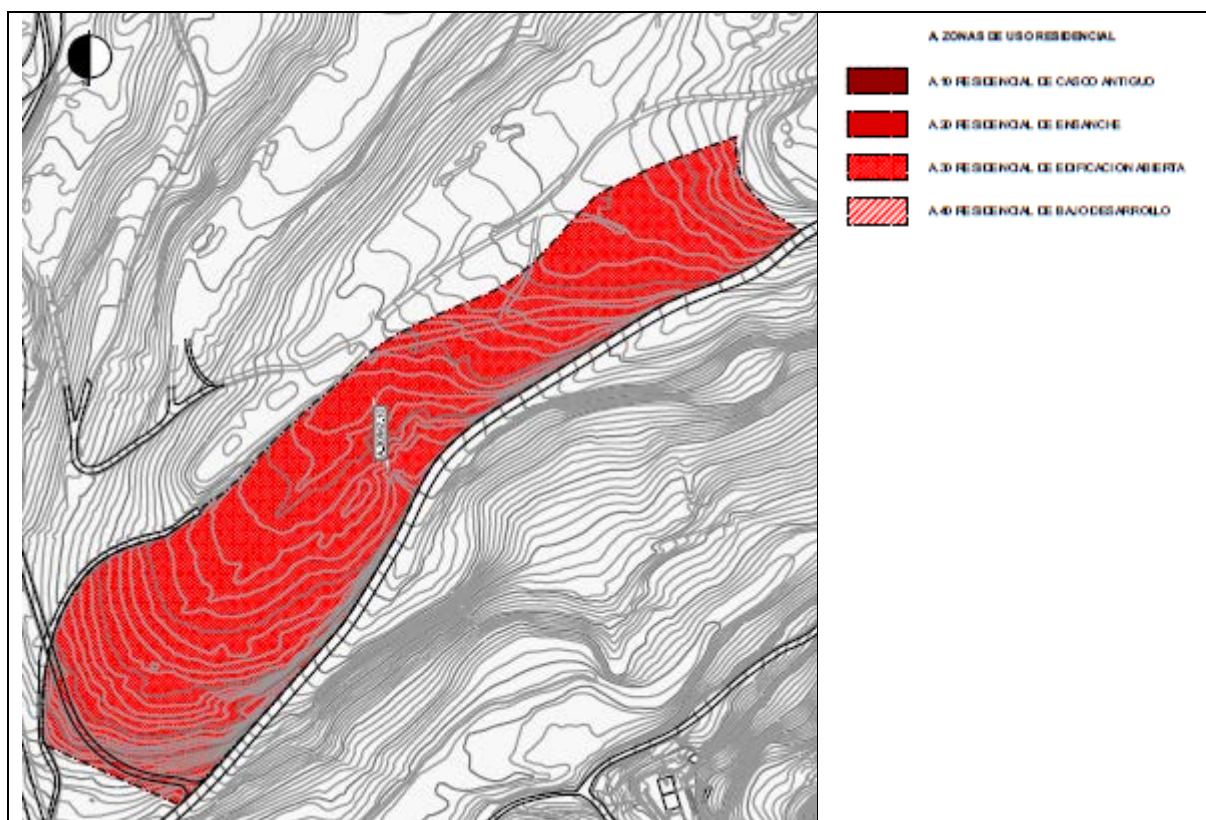 A. ZONAS DE USO RESIDENCIAL
A.10 RESIDENCIAL DE CASCO ANTIGUO
A.20 RESIDENCIAL DE ENSANCHE
A.30 RESIDENCIAL DE EDIFICACION ABIERTA
A.40 RESIDENCIAL DE BAJO DESARROLLO